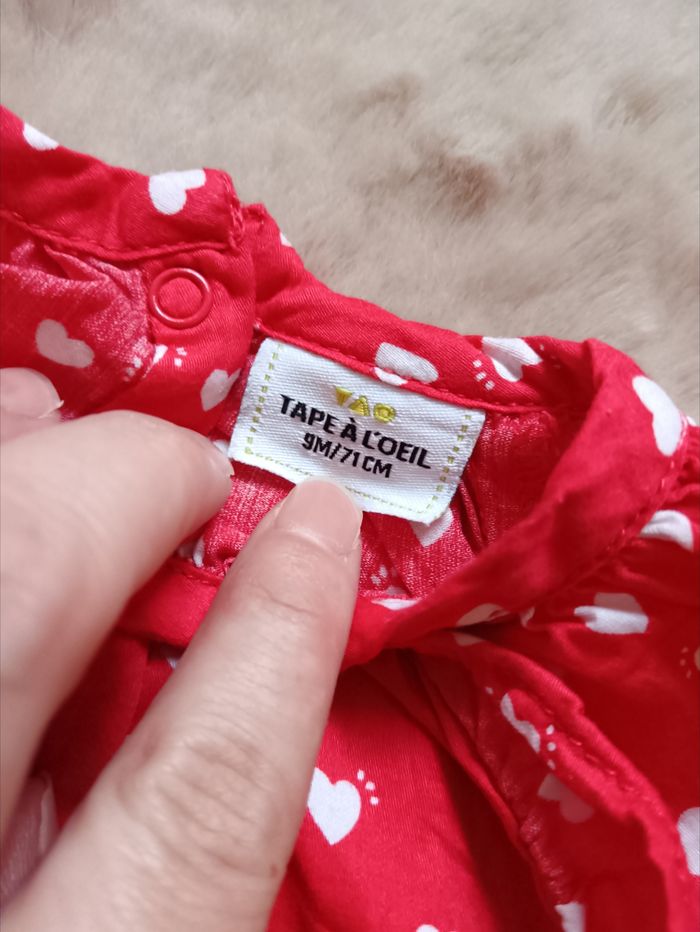 TAO
TAPE À L'OEIL
9M/71CM